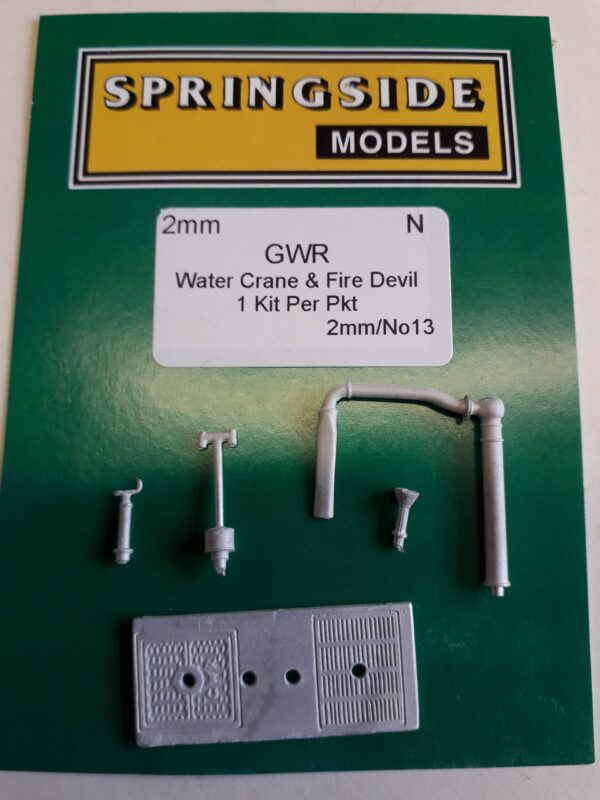 SPRINGSIDE
MODELS
2mm N
GWR
Water Crane & Fire Devil
1 Kit Per Pkt
2mm/No13